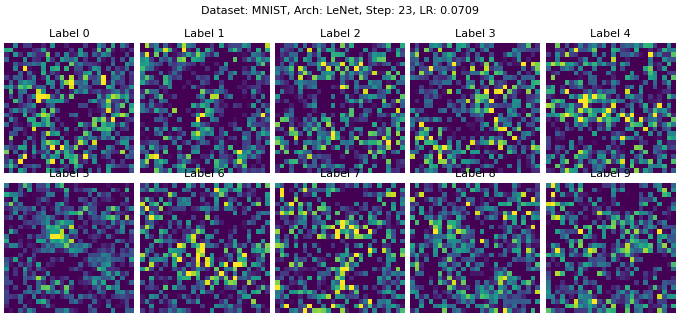 Dataset: MNIST, Arch: LeNet, Step: 23, LR: 0.0709
Label 0 Label 1 Label 2 Label 3 Label 4
Label 5 Label 6 Label 7 Label 8 Label 9